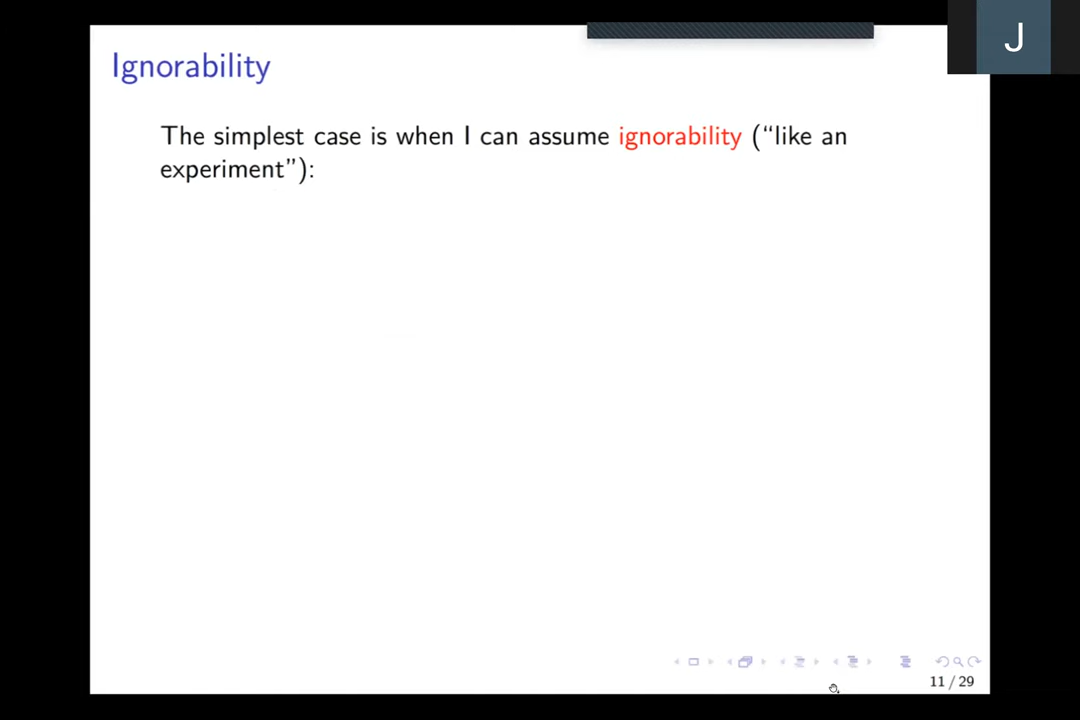 J
Ignorability
The simplest case is when I can assume ignorability (“like an
experiment”):
11 / 29